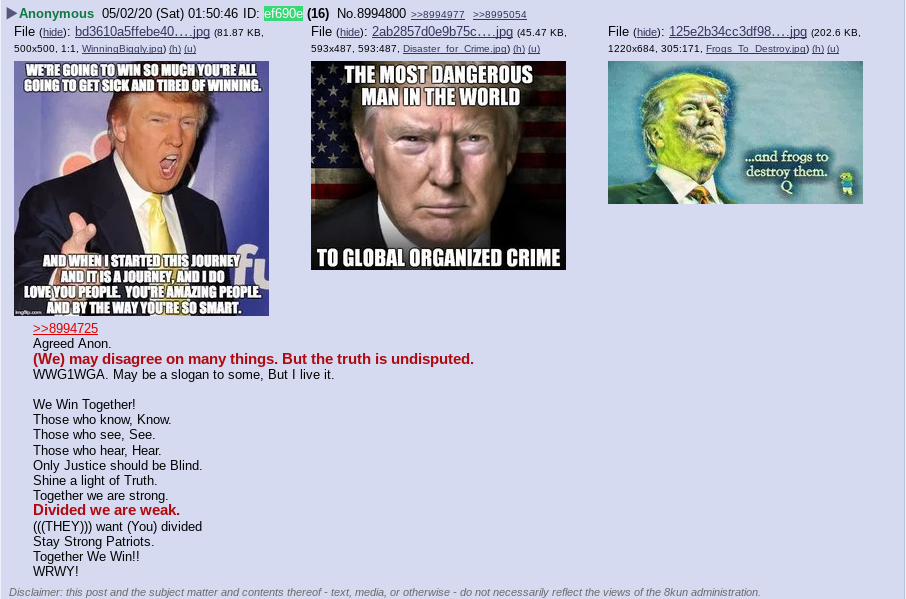 Anonymous 05/02/20 (Sat) 01:50:46 ID: ef690e (16) No.8994800 >>8994977 >>8995054
File (hide): bd3610a5ffebe40….jpg (81.87 KB, 500x500, 1:1, WinningBiggly.jpg) (h) (u)
File (hide): 2ab2857d0e9b75c….jpg (45.47 KB, 593x487, 593:487, Disaster_for_Crime.jpg) (h) (u)
File (hide): 125e2b34cc3df98….jpg (202.6 KB, 1220x684, 305:171, Frogs_To_Destroy.jpg) (h) (u)
WE'RE GOING TO WIN SO MUCH YOU'RE ALL
GOING TO GET SICK AND TIRED OF WINNING.
AND WHEN I STARTED THIS JOURNEY
AND IT IS A JOURNEY, AND I DO
LOVE YOU PEOPLE. YOU'RE AMAZING PEOPLE.
AND BY THE WAY YOU'RE SO SMART.
imgflip.com
THE MOST DANGEROUS
MAN IN THE WORLD
TO GLOBAL ORGANIZED CRIME
...and frogs to
destroy them.
Q
>>8994725
Agreed Anon.
(We) may disagree on many things. But the truth is undisputed.
WWG1WGA. May be a slogan to some, But I live it.
We Win Together!
Those who know, Know.
Those who see, See.
Those who hear, Hear.
Only Justice should be Blind.
Shine a light of Truth.
Together we are strong.
Divided we are weak.
(((THEY))) want (You) divided
Stay Strong Patriots.
Together We Win!!
WRWY!
Disclaimer: this post and the subject matter and contents thereof - text, media, or otherwise - do not necessarily reflect the views of the 8kun administration.